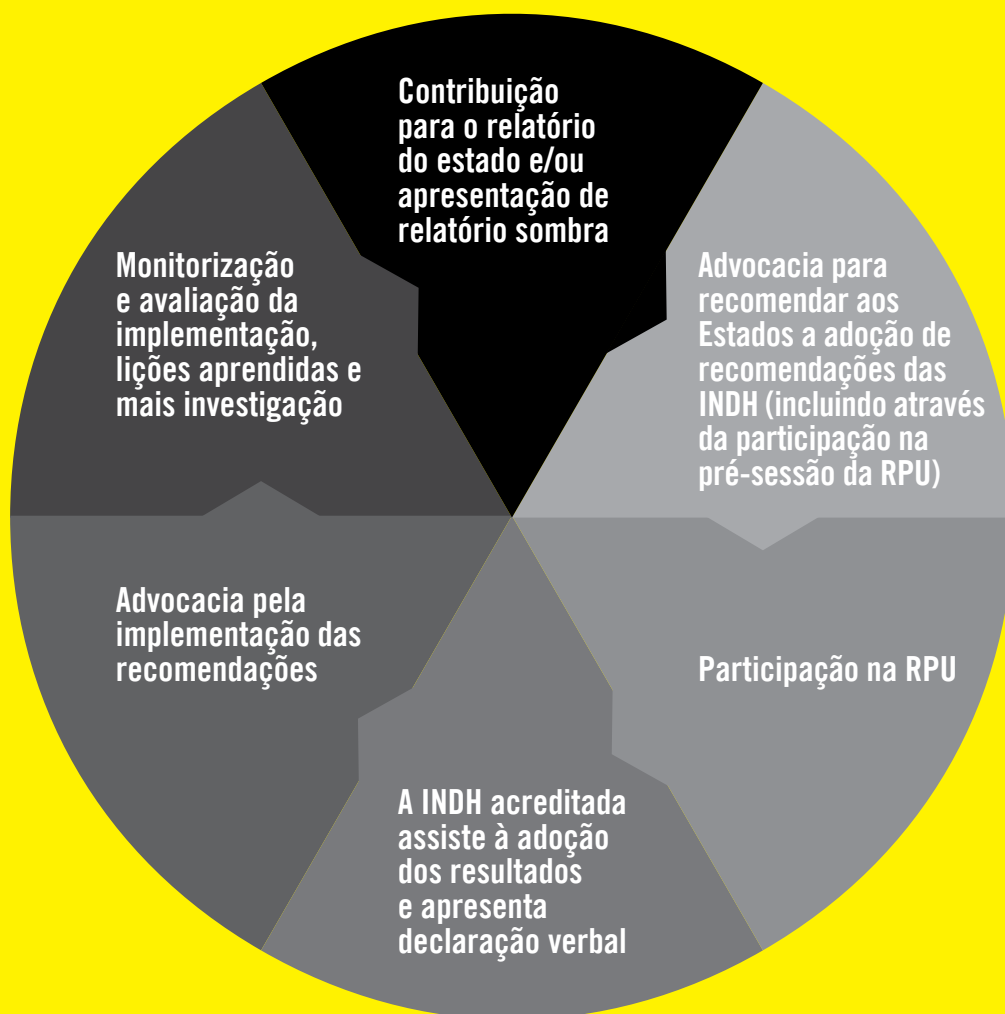 Contribuição
para o relatório
do estado e/ou
apresentação de
relatório sombra
Advocacia para
recomendar aos
Estados a adoção de
recomendações das
INDH (incluindo através
da participação na
pré-sessão da RPU)
Participação na RPU
A INDH acreditada
assiste à adoção
dos resultados
e apresenta
declaração verbal
Advocacia pela
implementação das
recomendações
Monitorização
e avaliação da
implementação,
lições aprendidas e
mais investigação